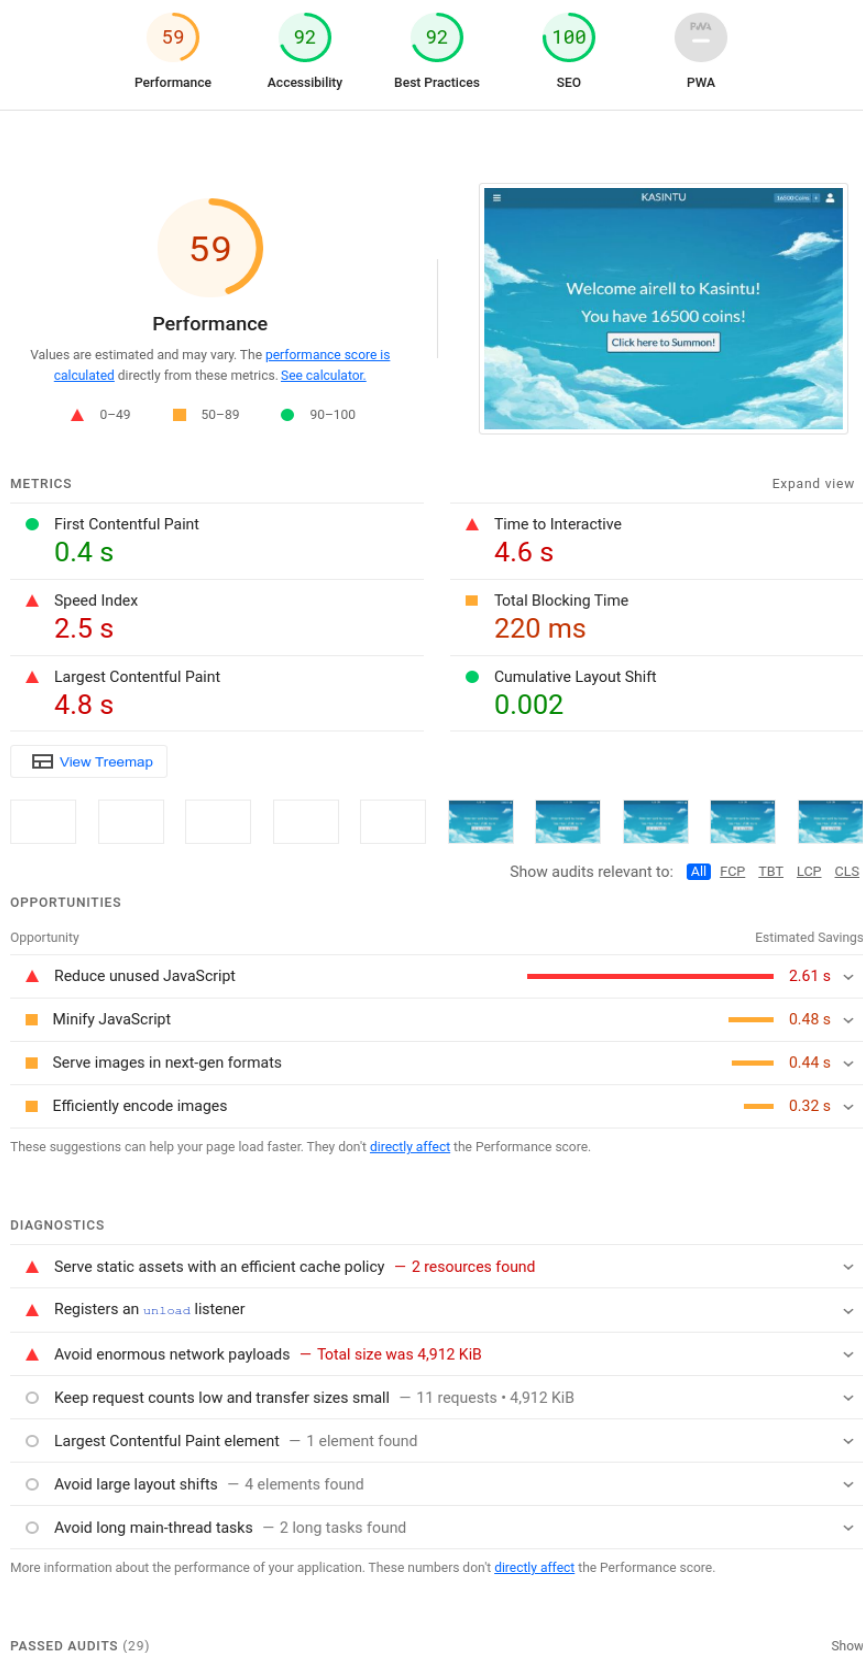 59 92 92 100 PWA
Performance Accessibility Best Practices SEO PWA
59
Performance
Values are estimated and may vary. The performance score is
calculated directly from these metrics. See calculator.
0–49 50–89 90–100
KASINTU 16500 Coins +
Welcome airell to Kasintu!
You have 16500 coins!
Click here to Summon!
METRICS Expand view
First Contentful Paint
0.4 s
Time to Interactive
4.6 s
Speed Index
2.5 s
Total Blocking Time
220 ms
Largest Contentful Paint
4.8 s
Cumulative Layout Shift
0.002
View Treemap
Show audits relevant to: All FCP TBT LCP CLS
OPPORTUNITIES
Opportunity Estimated Savings
Reduce unused JavaScript 2.61 s
Minify JavaScript 0.48 s
Serve images in next-gen formats 0.44 s
Efficiently encode images 0.32 s
These suggestions can help your page load faster. They don't directly affect the Performance score.
DIAGNOSTICS
Serve static assets with an efficient cache policy — 2 resources found
Registers an unload listener
Avoid enormous network payloads — Total size was 4,912 KiB
Keep request counts low and transfer sizes small — 11 requests • 4,912 KiB
Largest Contentful Paint element — 1 element found
Avoid large layout shifts — 4 elements found
Avoid long main-thread tasks — 2 long tasks found
More information about the performance of your application. These numbers don't directly affect the Performance score.
PASSED AUDITS (29) Show